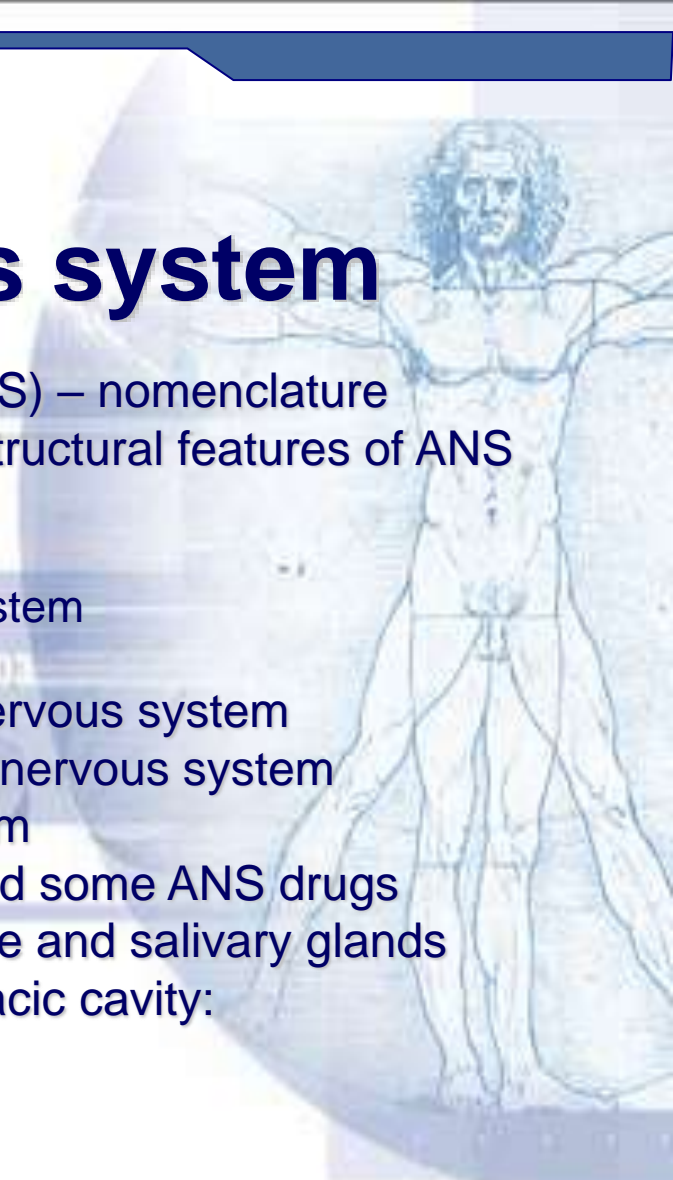 s system
S) – nomenclature
tructural features of ANS
stem
ervous system
nervous system
m
d some ANS drugs
e and salivary glands
acic cavity: